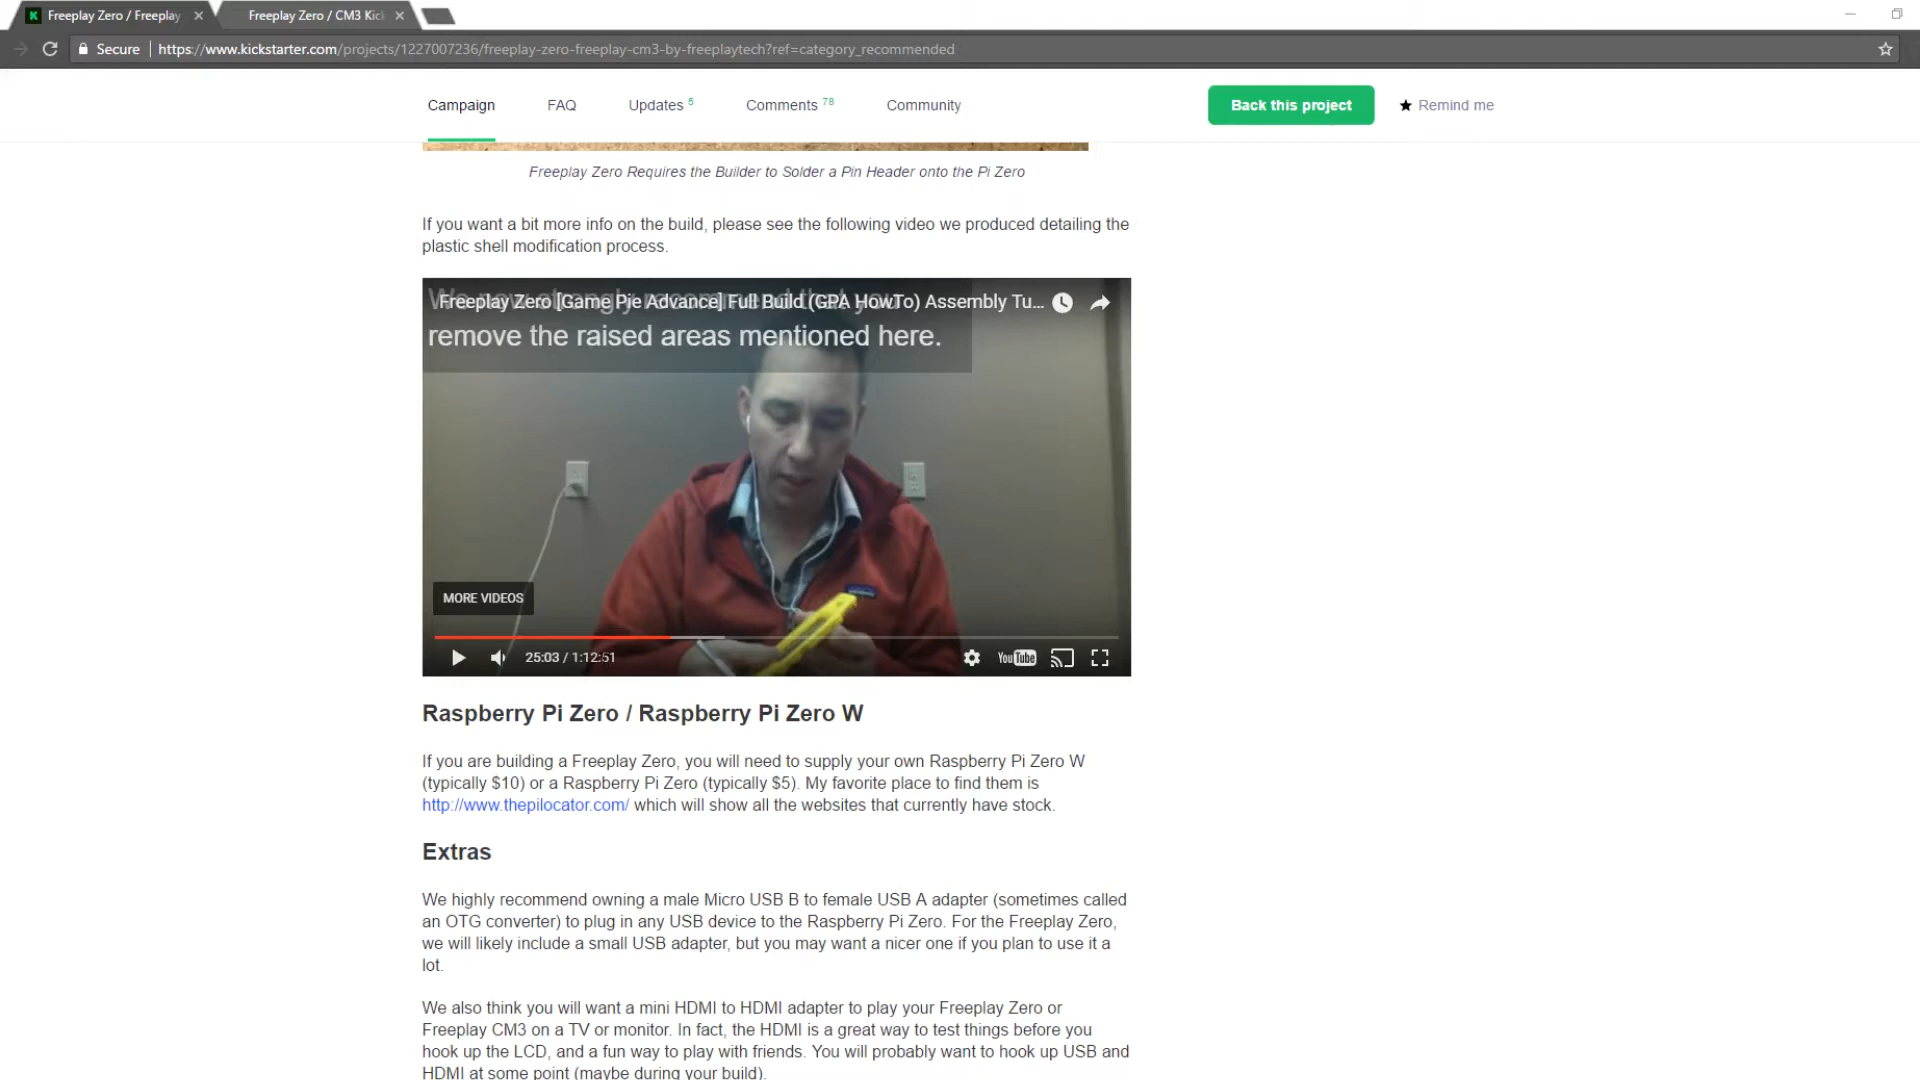 Freeplay Zero / Freeplay
Freeplay Zero / CM3 Kic
Secure https://www.kickstarter.com/projects/1227007236/freeplay-zero-freeplay-cm3-by-freeplaytech?ref=category_recommended
Campaign FAQ Updates 5 Comments 78 Community Back this project Remind me
Freeplay Zero Requires the Builder to Solder a Pin Header onto the Pi Zero
If you want a bit more info on the build, please see the following video we produced detailing the
plastic shell modification process.
Freeplay Zero [Game Pie Advance] Full Build (GPA HowTo) Assembly Tu...
We now strongly recommend that you
remove the raised areas mentioned here.
MORE VIDEOS
25:03 / 1:12:51 YouTube
Raspberry Pi Zero / Raspberry Pi Zero W
If you are building a Freeplay Zero, you will need to supply your own Raspberry Pi Zero W
(typically $10) or a Raspberry Pi Zero (typically $5). My favorite place to find them is
http://www.thepilocator.com/ which will show all the websites that currently have stock.
Extras
We highly recommend owning a male Micro USB B to female USB A adapter (sometimes called
an OTG converter) to plug in any USB device to the Raspberry Pi Zero. For the Freeplay Zero,
we will likely include a small USB adapter, but you may want a nicer one if you plan to use it a
lot.
We also think you will want a mini HDMI to HDMI adapter to play your Freeplay Zero or
Freeplay CM3 on a TV or monitor. In fact, the HDMI is a great way to test things before you
hook up the LCD, and a fun way to play with friends. You will probably want to hook up USB and
HDMI at some point (maybe during your build).